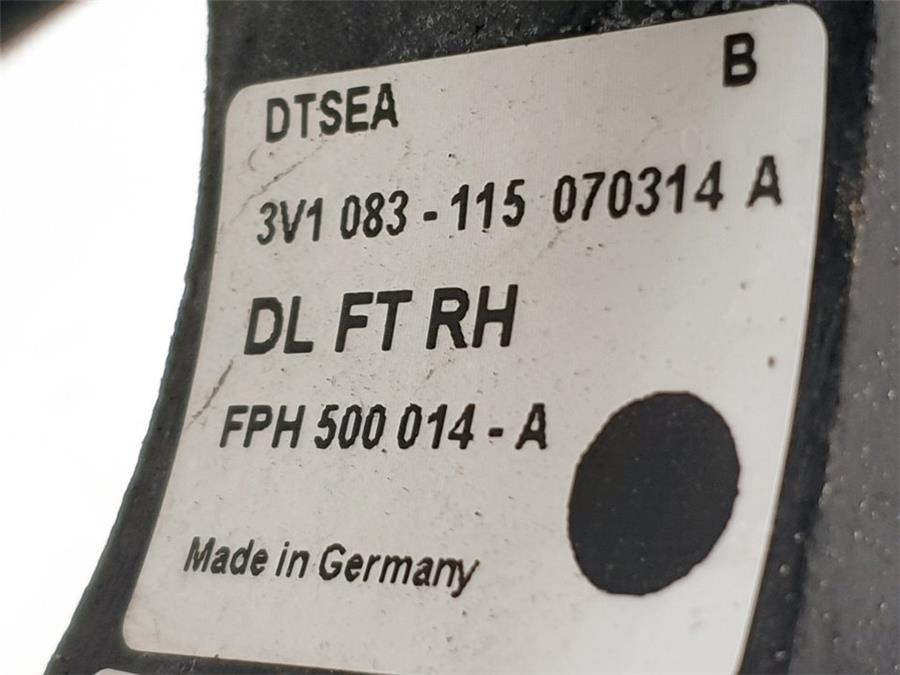 B
DTSEA
3V1 083 - 115 070314 A
DL FT RH
FPH 500 014 - A
Made in Germany